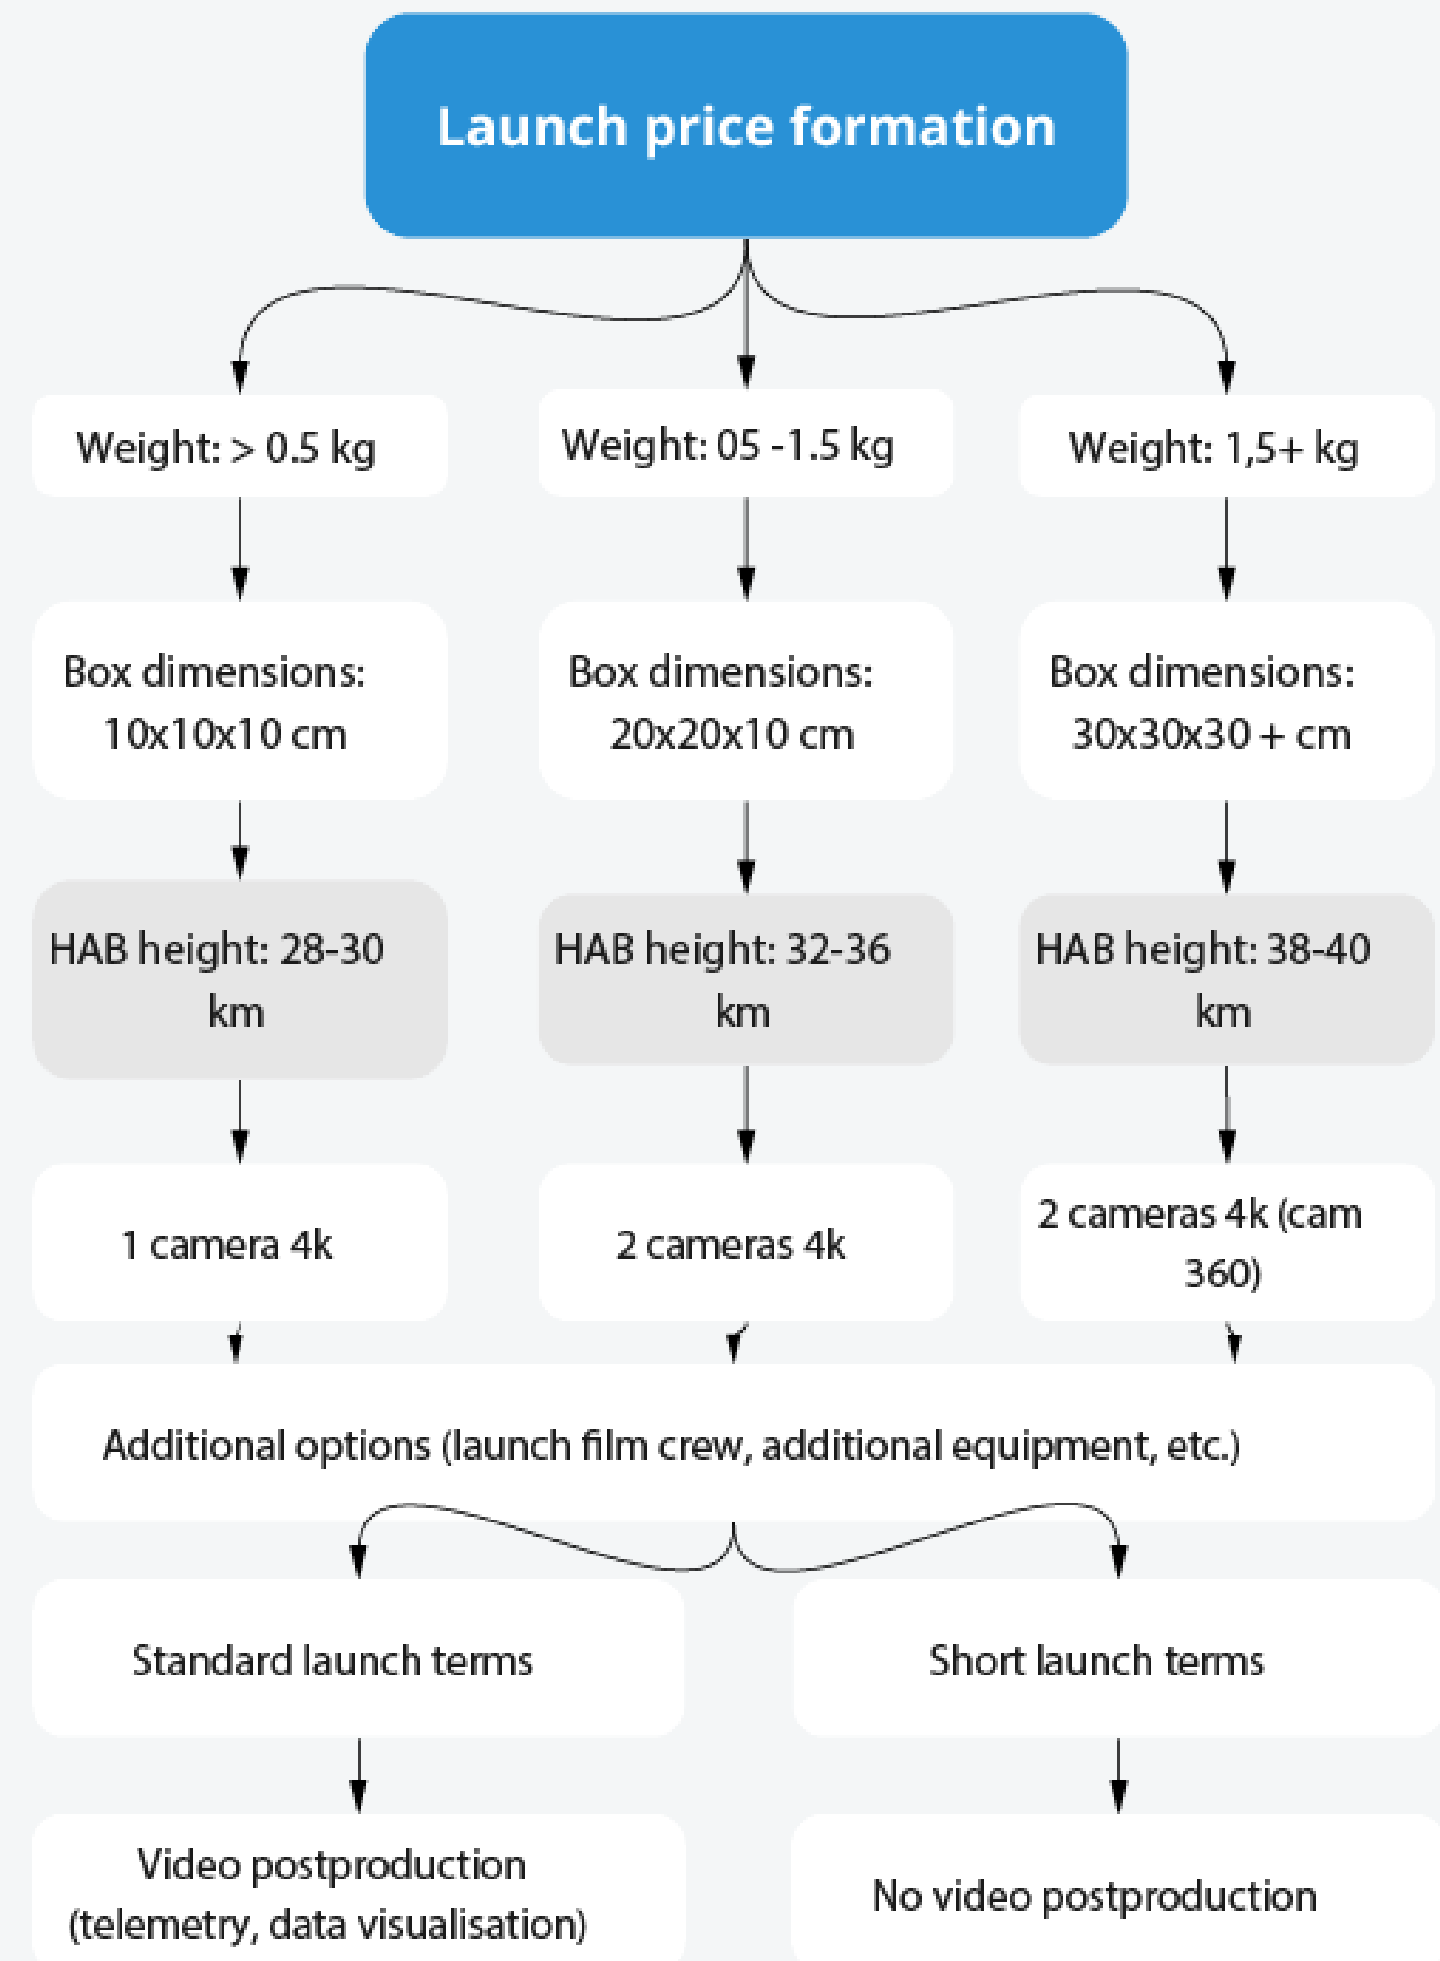 Launch price formation
Weight: > 0.5 kg
Weight: 05 -1.5 kg
Weight: 1,5+ kg
Box dimensions:
10x10x10 cm
Box dimensions:
20x20x10 cm
Box dimensions:
30x30x30 + cm
HAB height: 28-30
km
HAB height: 32-36
km
HAB height: 38-40
km
1 camera 4k
2 cameras 4k
2 cameras 4k (cam
360)
Additional options (launch film crew, additional equipment, etc.)
Standard launch terms
Short launch terms
Video postproduction
(telemetry, data visualisation)
No video postproduction